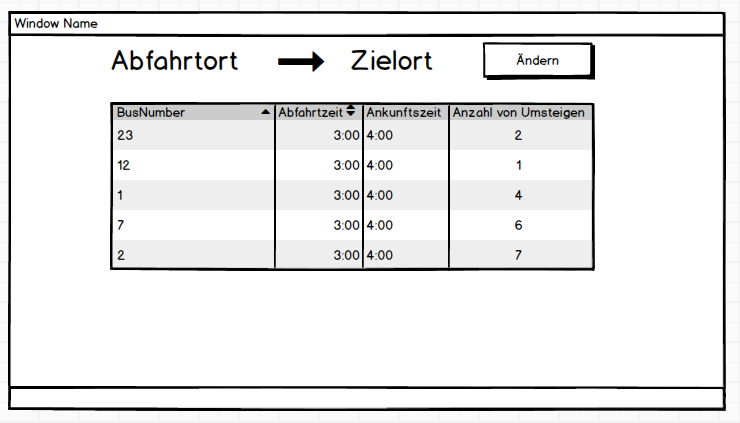 Window Name
Abfahrtort Zielort Ändern
BusNumber Abfahrtzeit Ankunftszeit Anzahl von Umsteigen
23 3:00 4:00 2
12 3:00 4:00 1
1 3:00 4:00 4
7 3:00 4:00 6
2 3:00 4:00 7